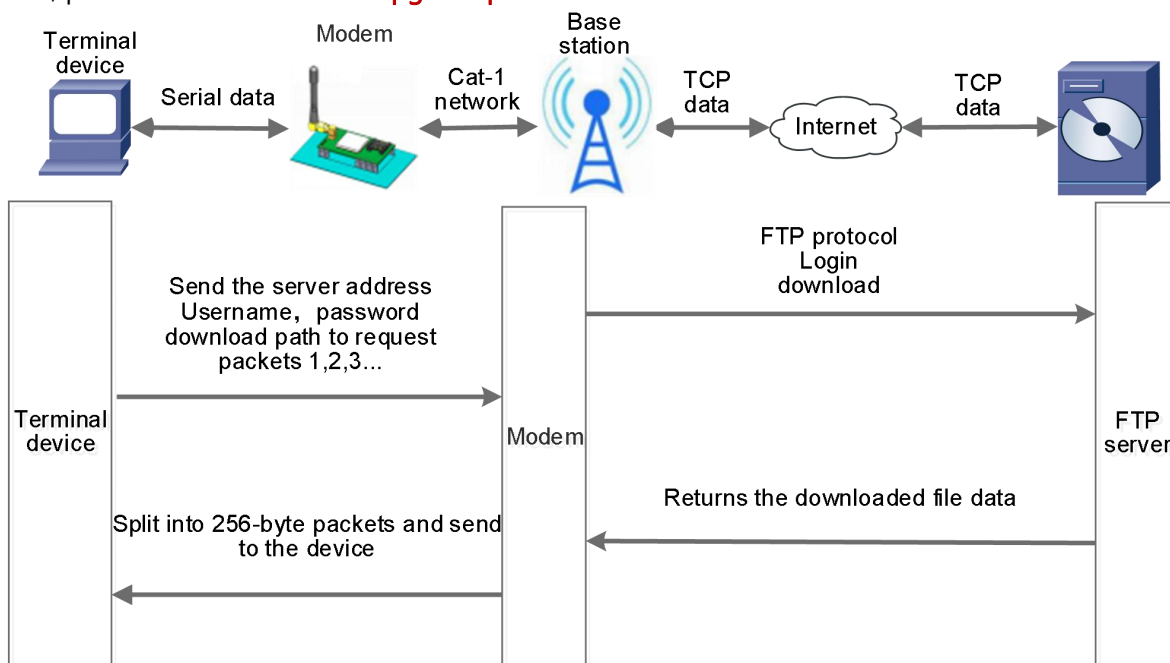 Terminal
device
Modem
Base
station
Serial data
Cat-1
network
TCP
data
Internet
TCP
data
Send the server address
Username，password
download path to request
packets 1,2,3...
FTP protocol
Login
download
Terminal
device
Modem
FTP
server
Split into 256-byte packets and send
to the device
Returns the downloaded file data